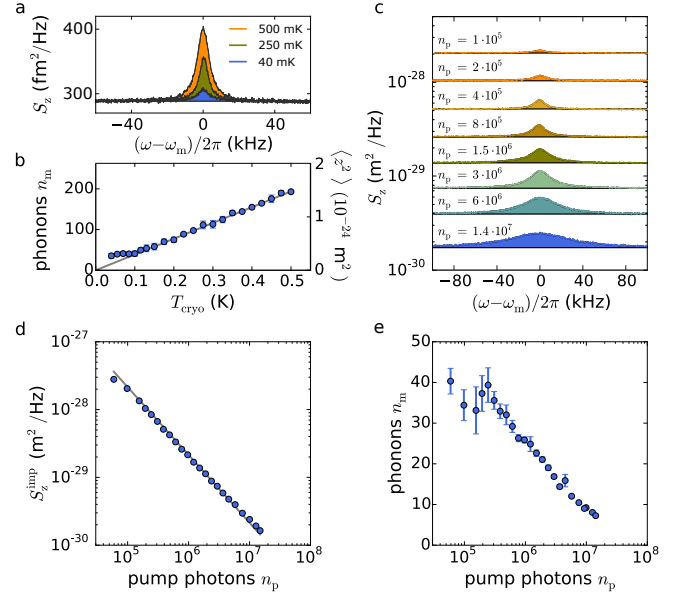 a
400
300
S_z (fm²/Hz)
500 mK
250 mK
40 mK
−60 0 60
(ω−ω_m)/2π (kHz)
b
200
100
0
phonons n_m
2
1
0
⟨z²⟩ (10⁻²⁴ m²)
0.0 0.1 0.2 0.3 0.4 0.5
T_cryo (K)
c
n_p = 1·10⁵
n_p = 2·10⁵
n_p = 4·10⁵
n_p = 8·10⁵
n_p = 1.5·10⁶
n_p = 3·10⁶
n_p = 6·10⁶
n_p = 1.4·10⁷
10⁻²⁸
10⁻²⁹
10⁻³⁰
S_z (m² /Hz)
−80 −40 0 40 80
(ω−ω_m)/2π (kHz)
d
10⁻²⁷
10⁻²⁸
10⁻²⁹
10⁻³⁰
S_z^imp (m² /Hz)
10⁵ 10⁶ 10⁷ 10⁸
pump photons n_p
e
50
40
30
20
10
0
phonons n_m
10⁵ 10⁶ 10⁷ 10⁸
pump photons n_p